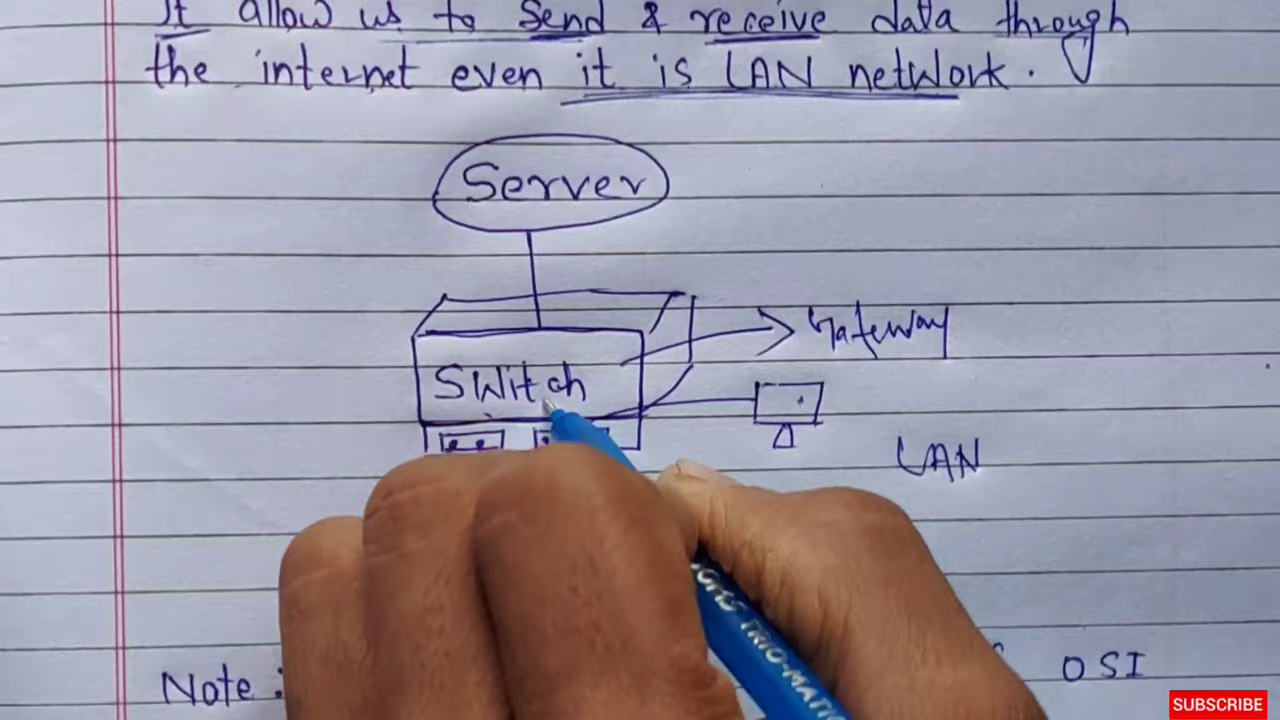 It allow us to Send & receive data through
the internet even it is LAN network.
Server
Gateway
Switch
LAN
Note :
OSI
SUBSCRIBE